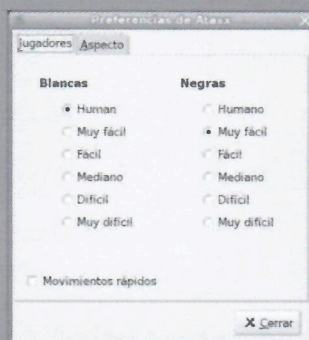 Preferencias de Ataxx
Jugadores Aspecto
Blancas Negras
Human Humano
Muy fácil Muy fácil
Fácil Fácil
Mediano Mediano
Difícil Difícil
Muy difícil Muy difícil
Movimientos rápidos
Cerrar